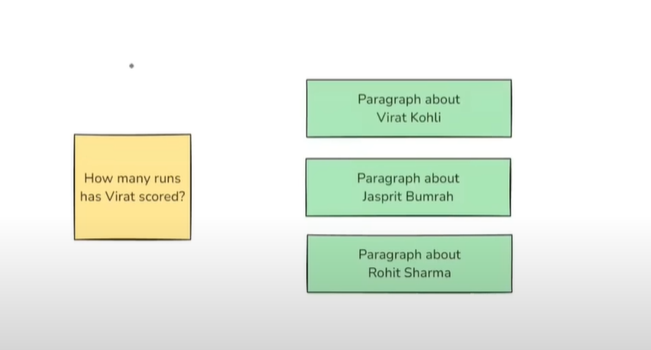 How many runs
has Virat scored?
Paragraph about
Virat Kohli
Paragraph about
Jasprit Bumrah
Paragraph about
Rohit Sharma